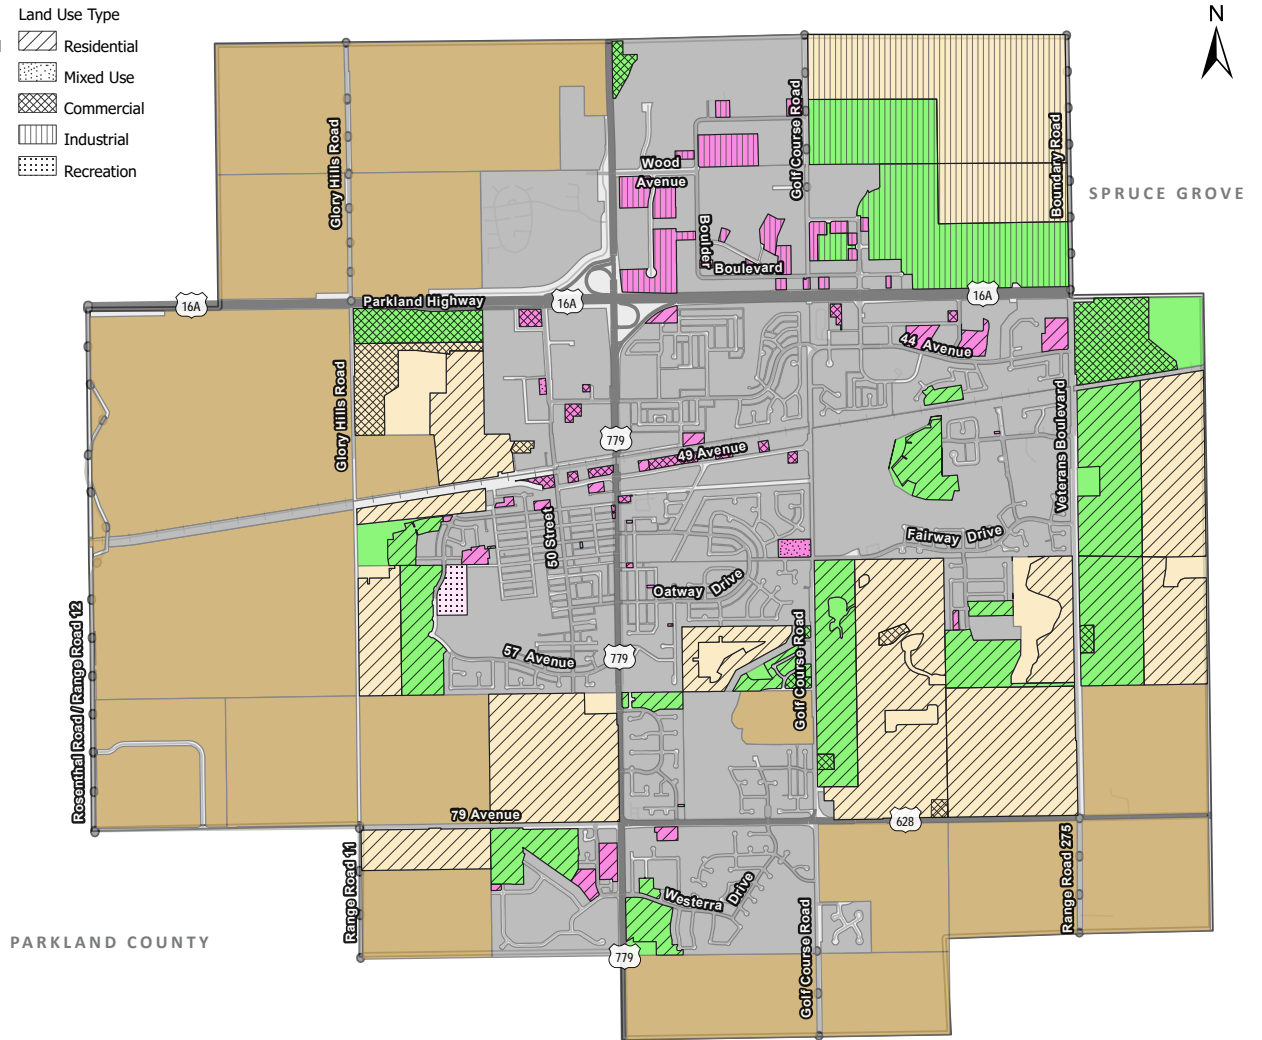 Land Use Type
Residential
Mixed Use
Commercial
Industrial
Recreation
N
SPRUCE GROVE
Glory Hills Road
Golf Course Road
Boundary Road
Wood
Avenue
Boulder
Boulevard
16A
Parkland Highway
16A
16A
44 Avenue
Glory Hills Road
779
49 Avenue
Veterans Boulevard
50 Street
Fairway Drive
Oatway Drive
Rosenthal Road / Range Road 12
57 Avenue
779
Golf Course Road
79 Avenue
628
Range Road 11
Westerra Drive
Range Road 275
Golf Course Road
PARKLAND COUNTY
779